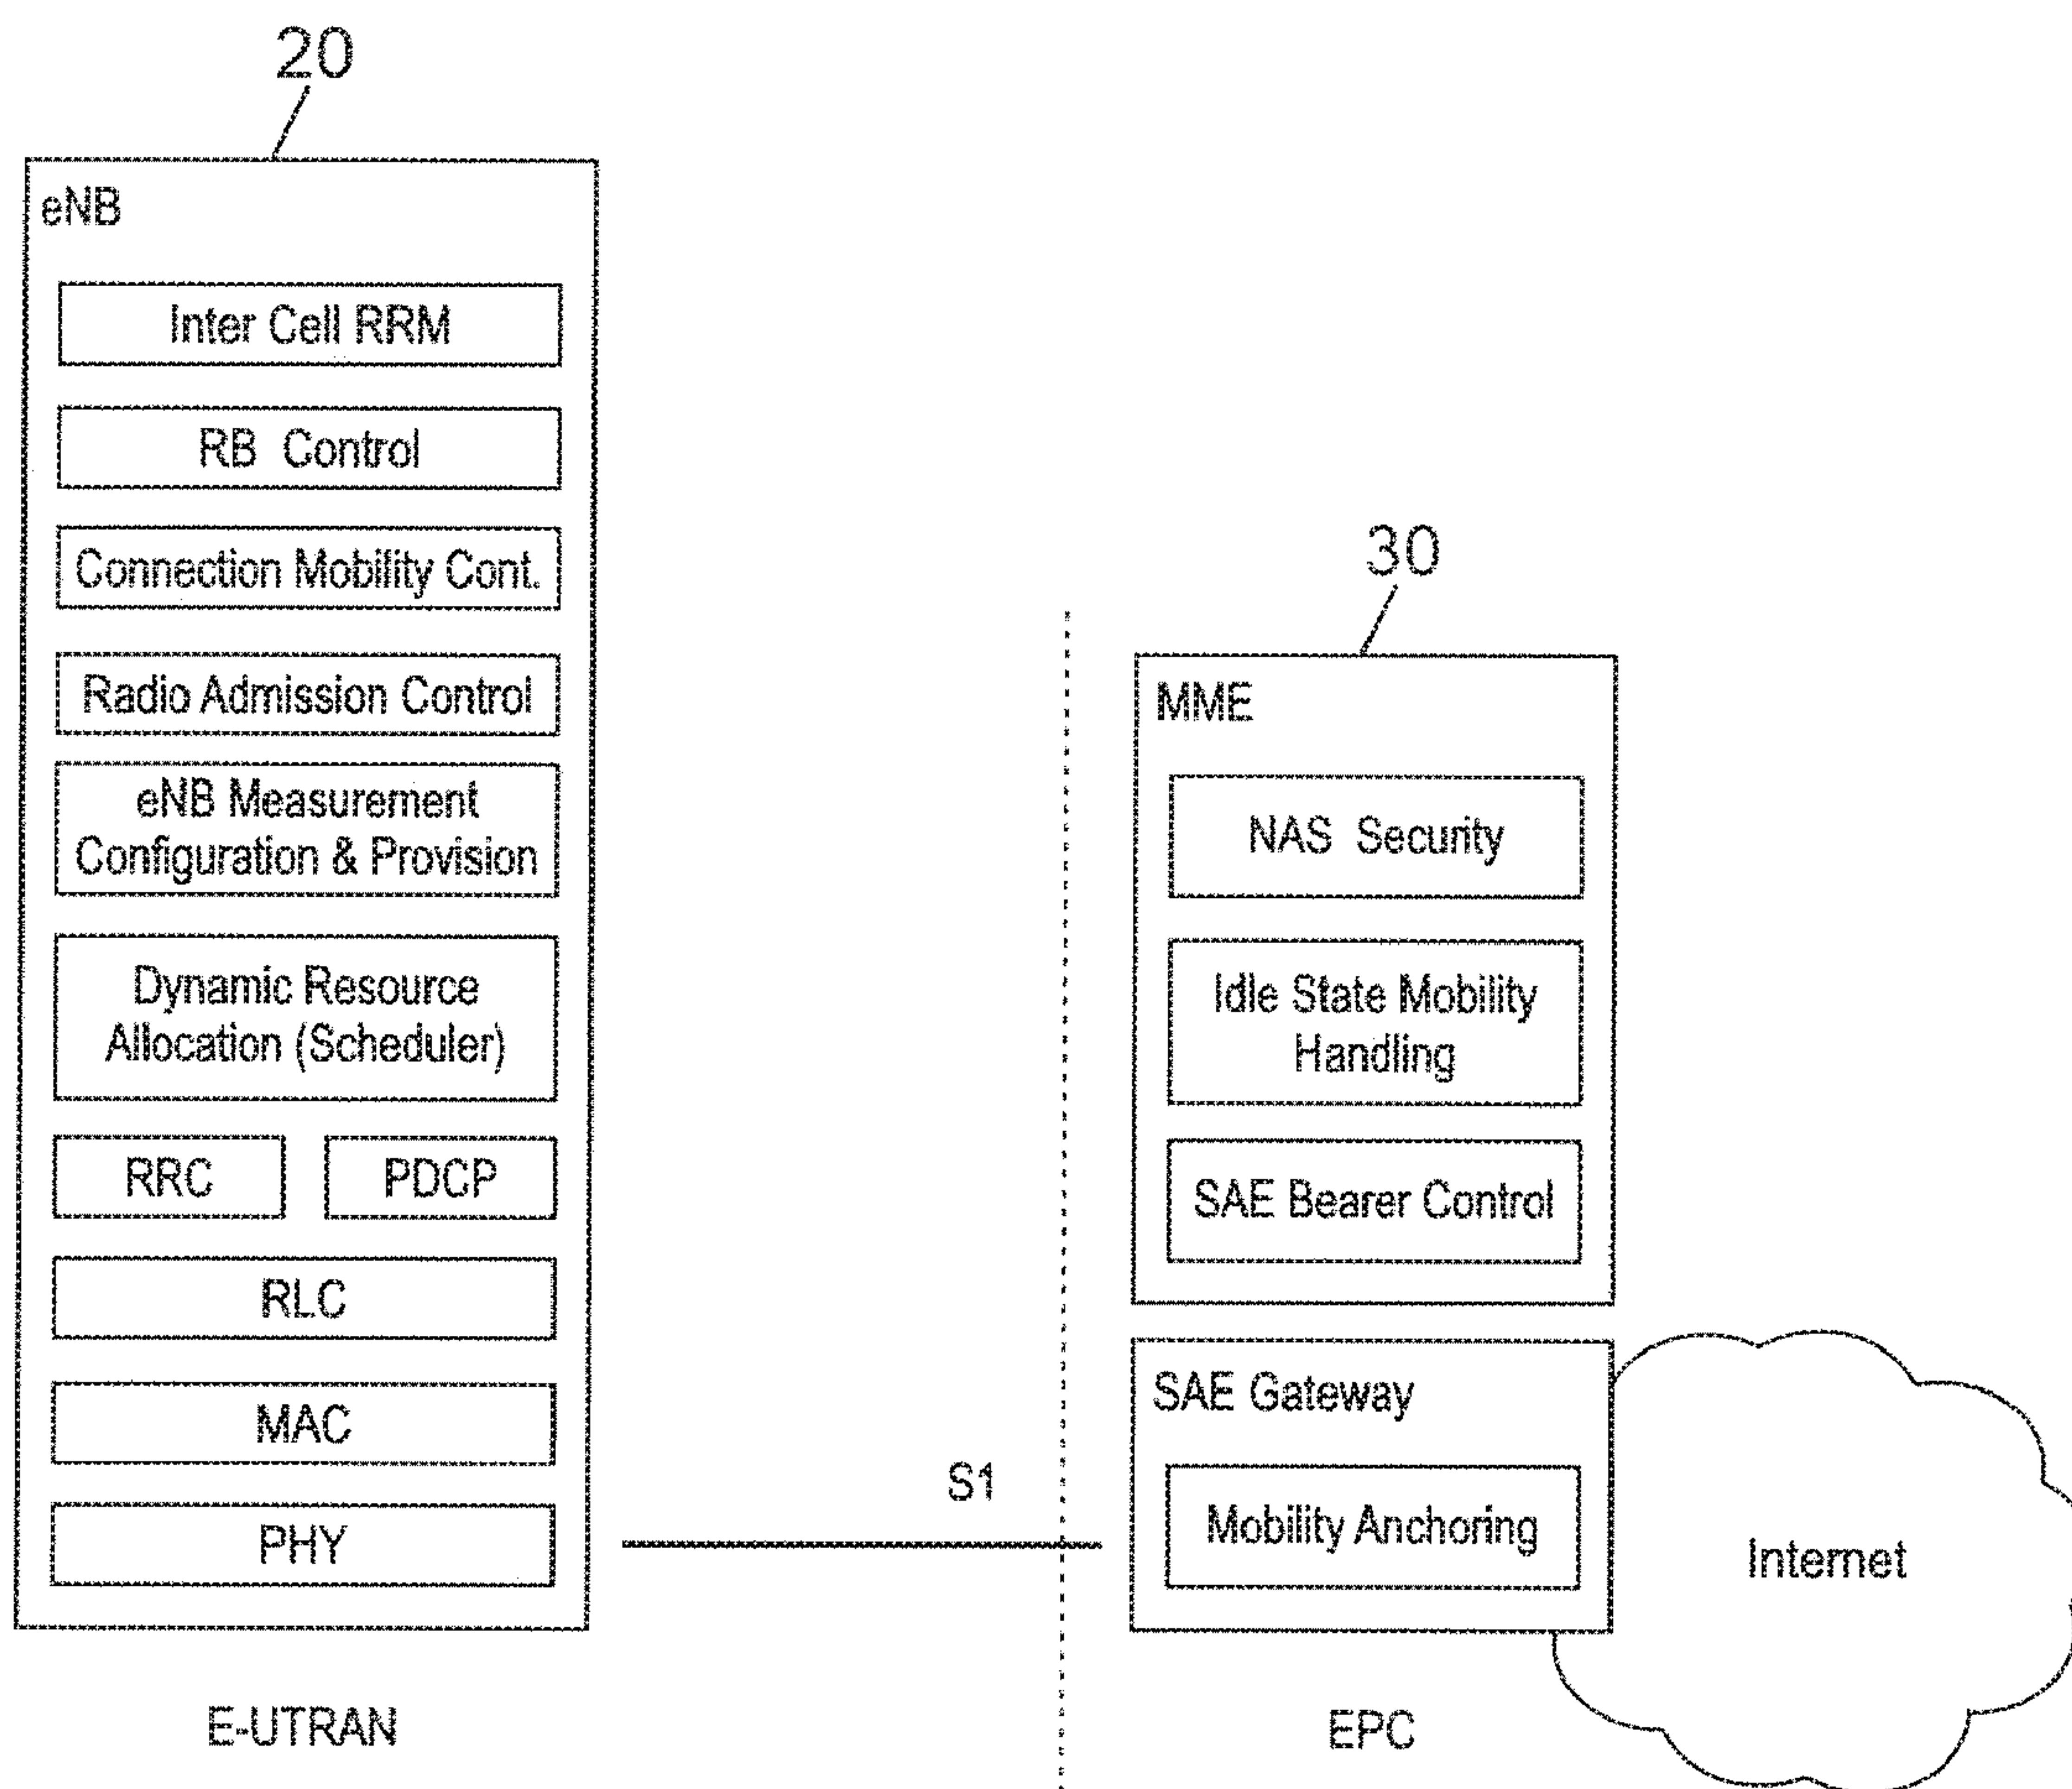 20
eNB
Inter Cell RRM
RB Control
Connection Mobility Cont.
Radio Admission Control
eNB Measurement
Configuration & Provision
Dynamic Resource
Allocation (Scheduler)
RRC
PDCP
RLC
MAC
PHY
E-UTRAN
S1
30
MME
NAS Security
Idle State Mobility
Handling
SAE Bearer Control
SAE Gateway
Mobility Anchoring
EPC
Internet